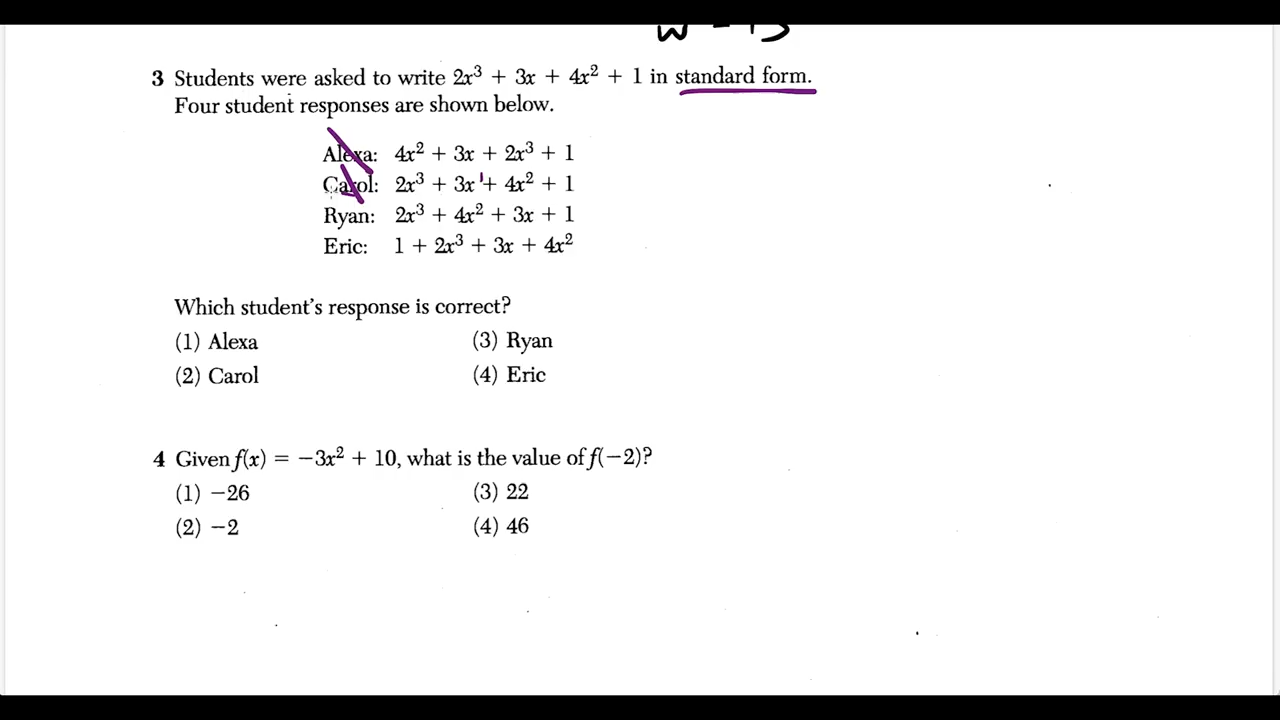 3 Students were asked to write 2x³ + 3x + 4x² + 1 in standard form.
Four student responses are shown below.
Alexa: 4x² + 3x + 2x³ + 1
Carol: 2x³ + 3x¹ + 4x² + 1
Ryan: 2x³ + 4x² + 3x + 1
Eric: 1 + 2x³ + 3x + 4x²
Which student's response is correct?
(1) Alexa (3) Ryan
(2) Carol (4) Eric
4 Given f(x) = −3x² + 10, what is the value of f(−2)?
(1) −26 (3) 22
(2) −2 (4) 46